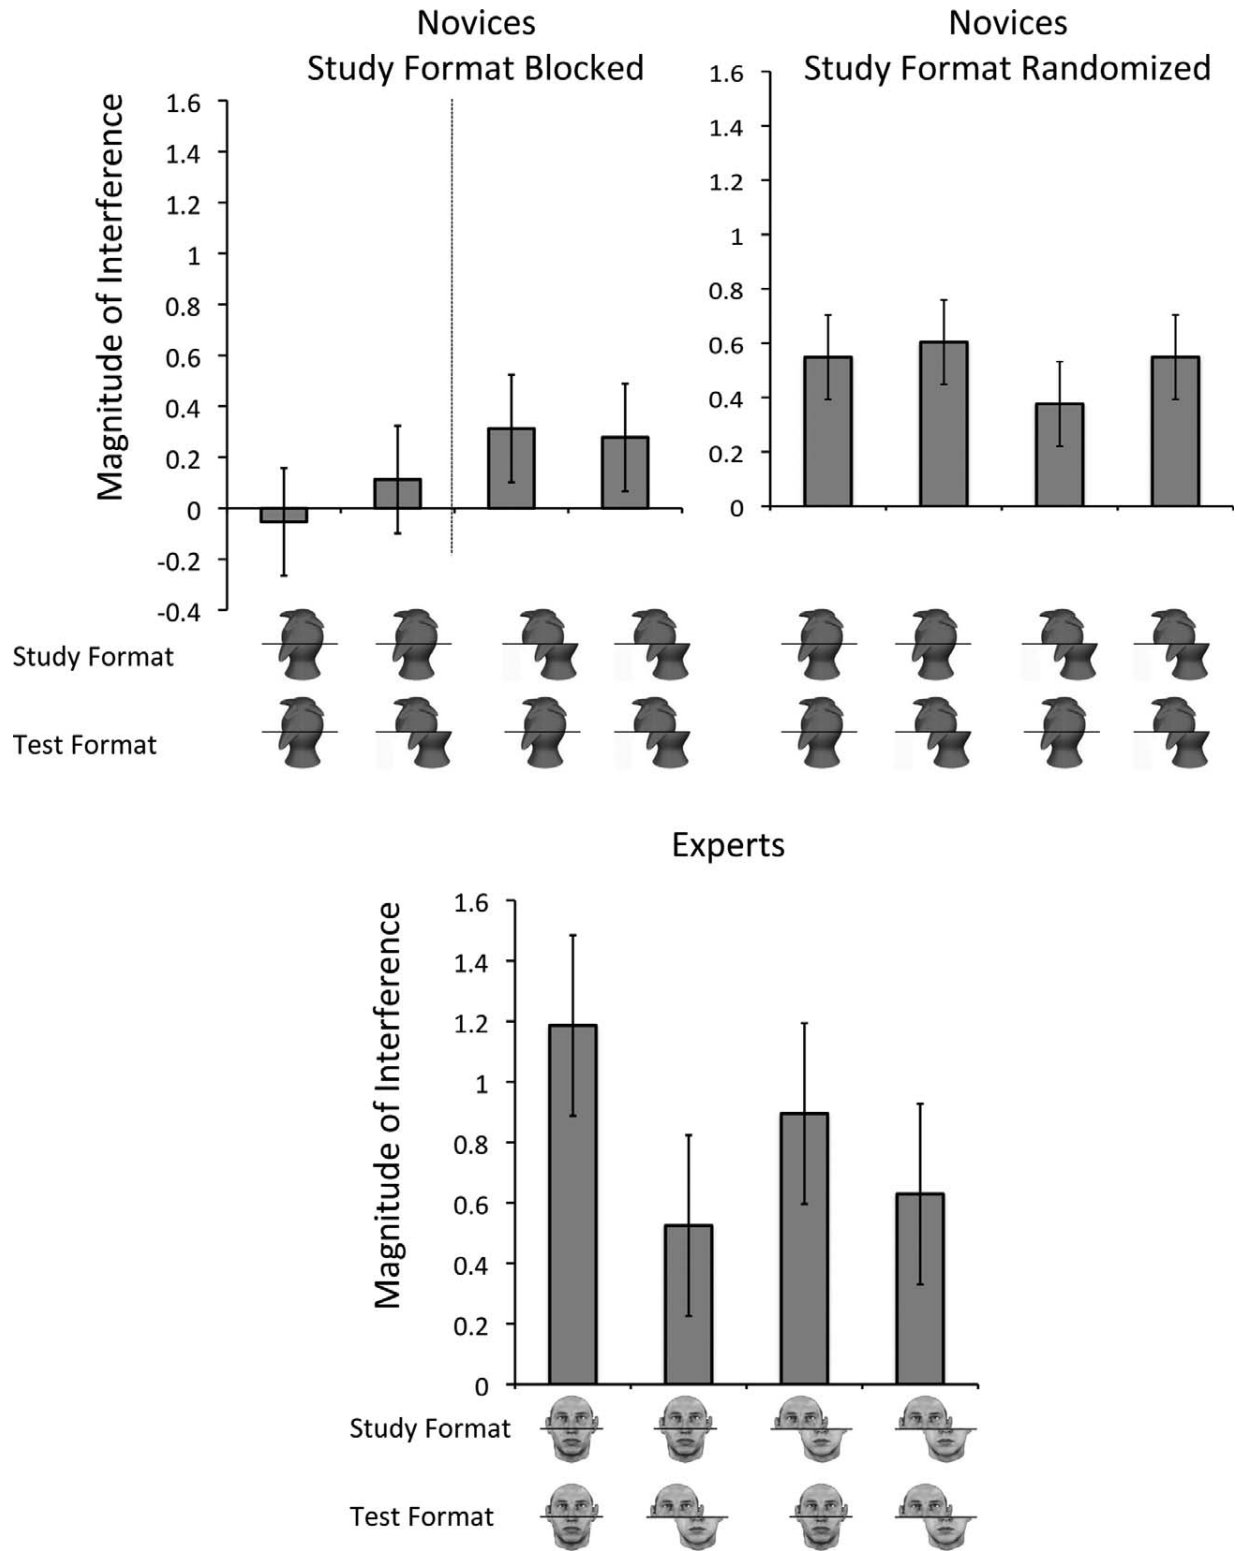 Novices
Study Format Blocked
Magnitude of Interference
1.6
1.4
1.2
1
0.8
0.6
0.4
0.2
0
-0.2
-0.4
Novices
Study Format Randomized
1.6
1.4
1.2
1
0.8
0.6
0.4
0.2
0
Study Format
Test Format
Experts
Magnitude of Interference
1.6
1.4
1.2
1
0.8
0.6
0.4
0.2
0
Study Format
Test Format